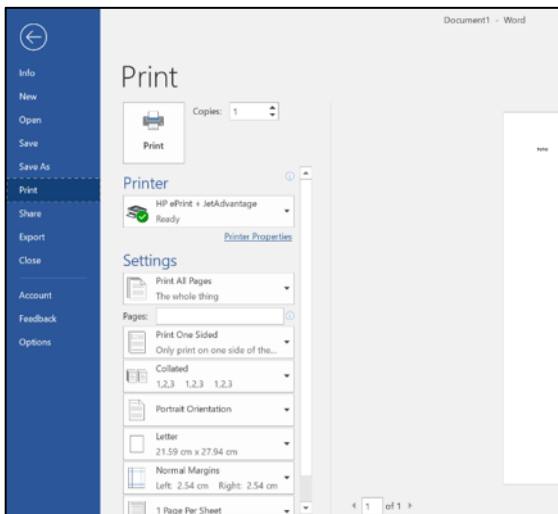 Document1 - Word
Info
New
Open
Save
Save As
Print
Share
Export
Close
Account
Feedback
Options
Print
Copies: 1
Print
Printer
HP ePrint + JetAdvantage
Ready
Printer Properties
Settings
Print All Pages
The whole thing
Pages:
Print One Sided
Only print on one side of the...
Collated
1,2,3 1,2,3 1,2,3
Portrait Orientation
Letter
21.59 cm x 27.94 cm
Normal Margins
Left: 2.54 cm Right: 2.54 cm
1 Page Per Sheet
1 of 1